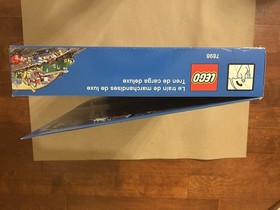 LEGO
7898
Le train de marchandises de luxe
Tren de carga deluxe